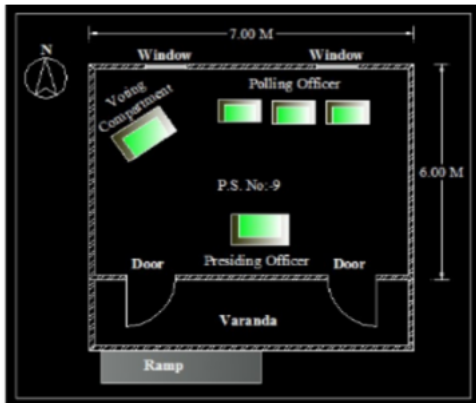 7.00 M
N
Window
Window
Voting
Compartment
Polling Officer
6.00 M
P.S. No:-9
Door
Presiding Officer
Door
Varanda
Ramp